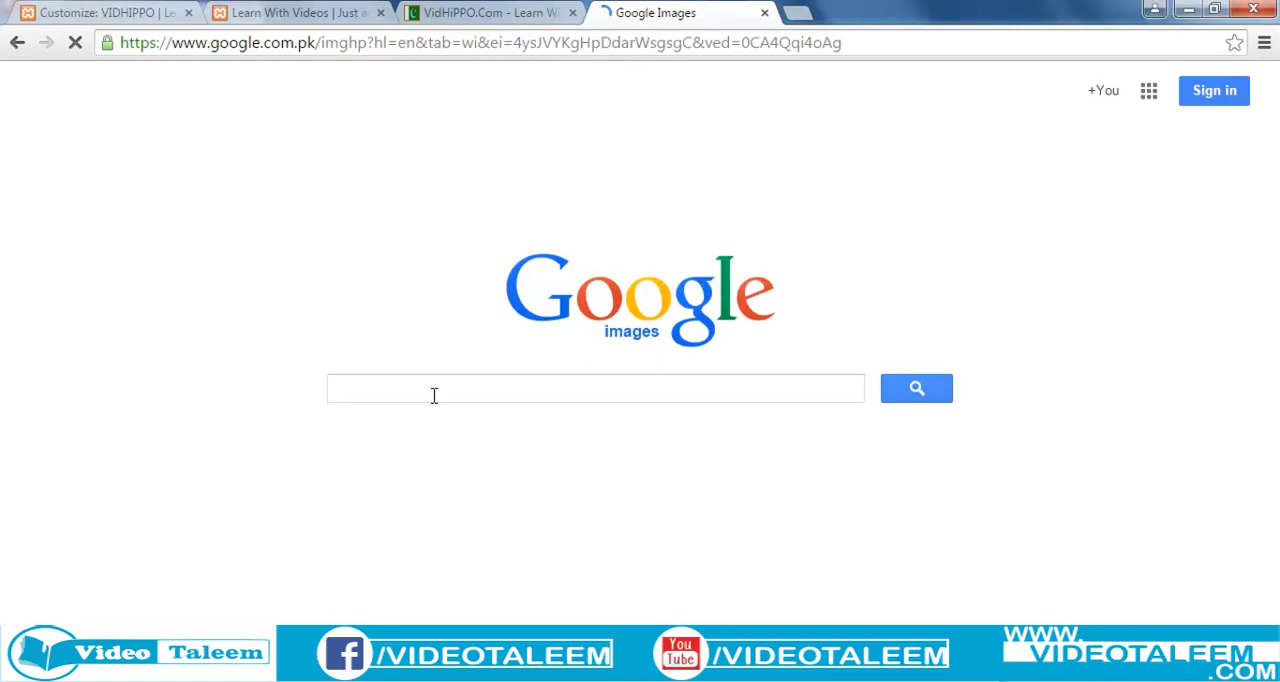 Customize: VIDHIPPO | Le
Learn With Videos | Just a
VidHiPPO.Com - Learn Wi
Google Images
https://www.google.com.pk/imghp?hl=en&tab=wi&ei=4ysJVYKgHpDdarWsgsgC&ved=0CA4Qqi4oAg
+You
Sign in
Google
images
Video Taleem
/VIDEOTALEEM
You
Tube
/VIDEOTALEEM
WWW.
VIDEOTALEEM
.COM